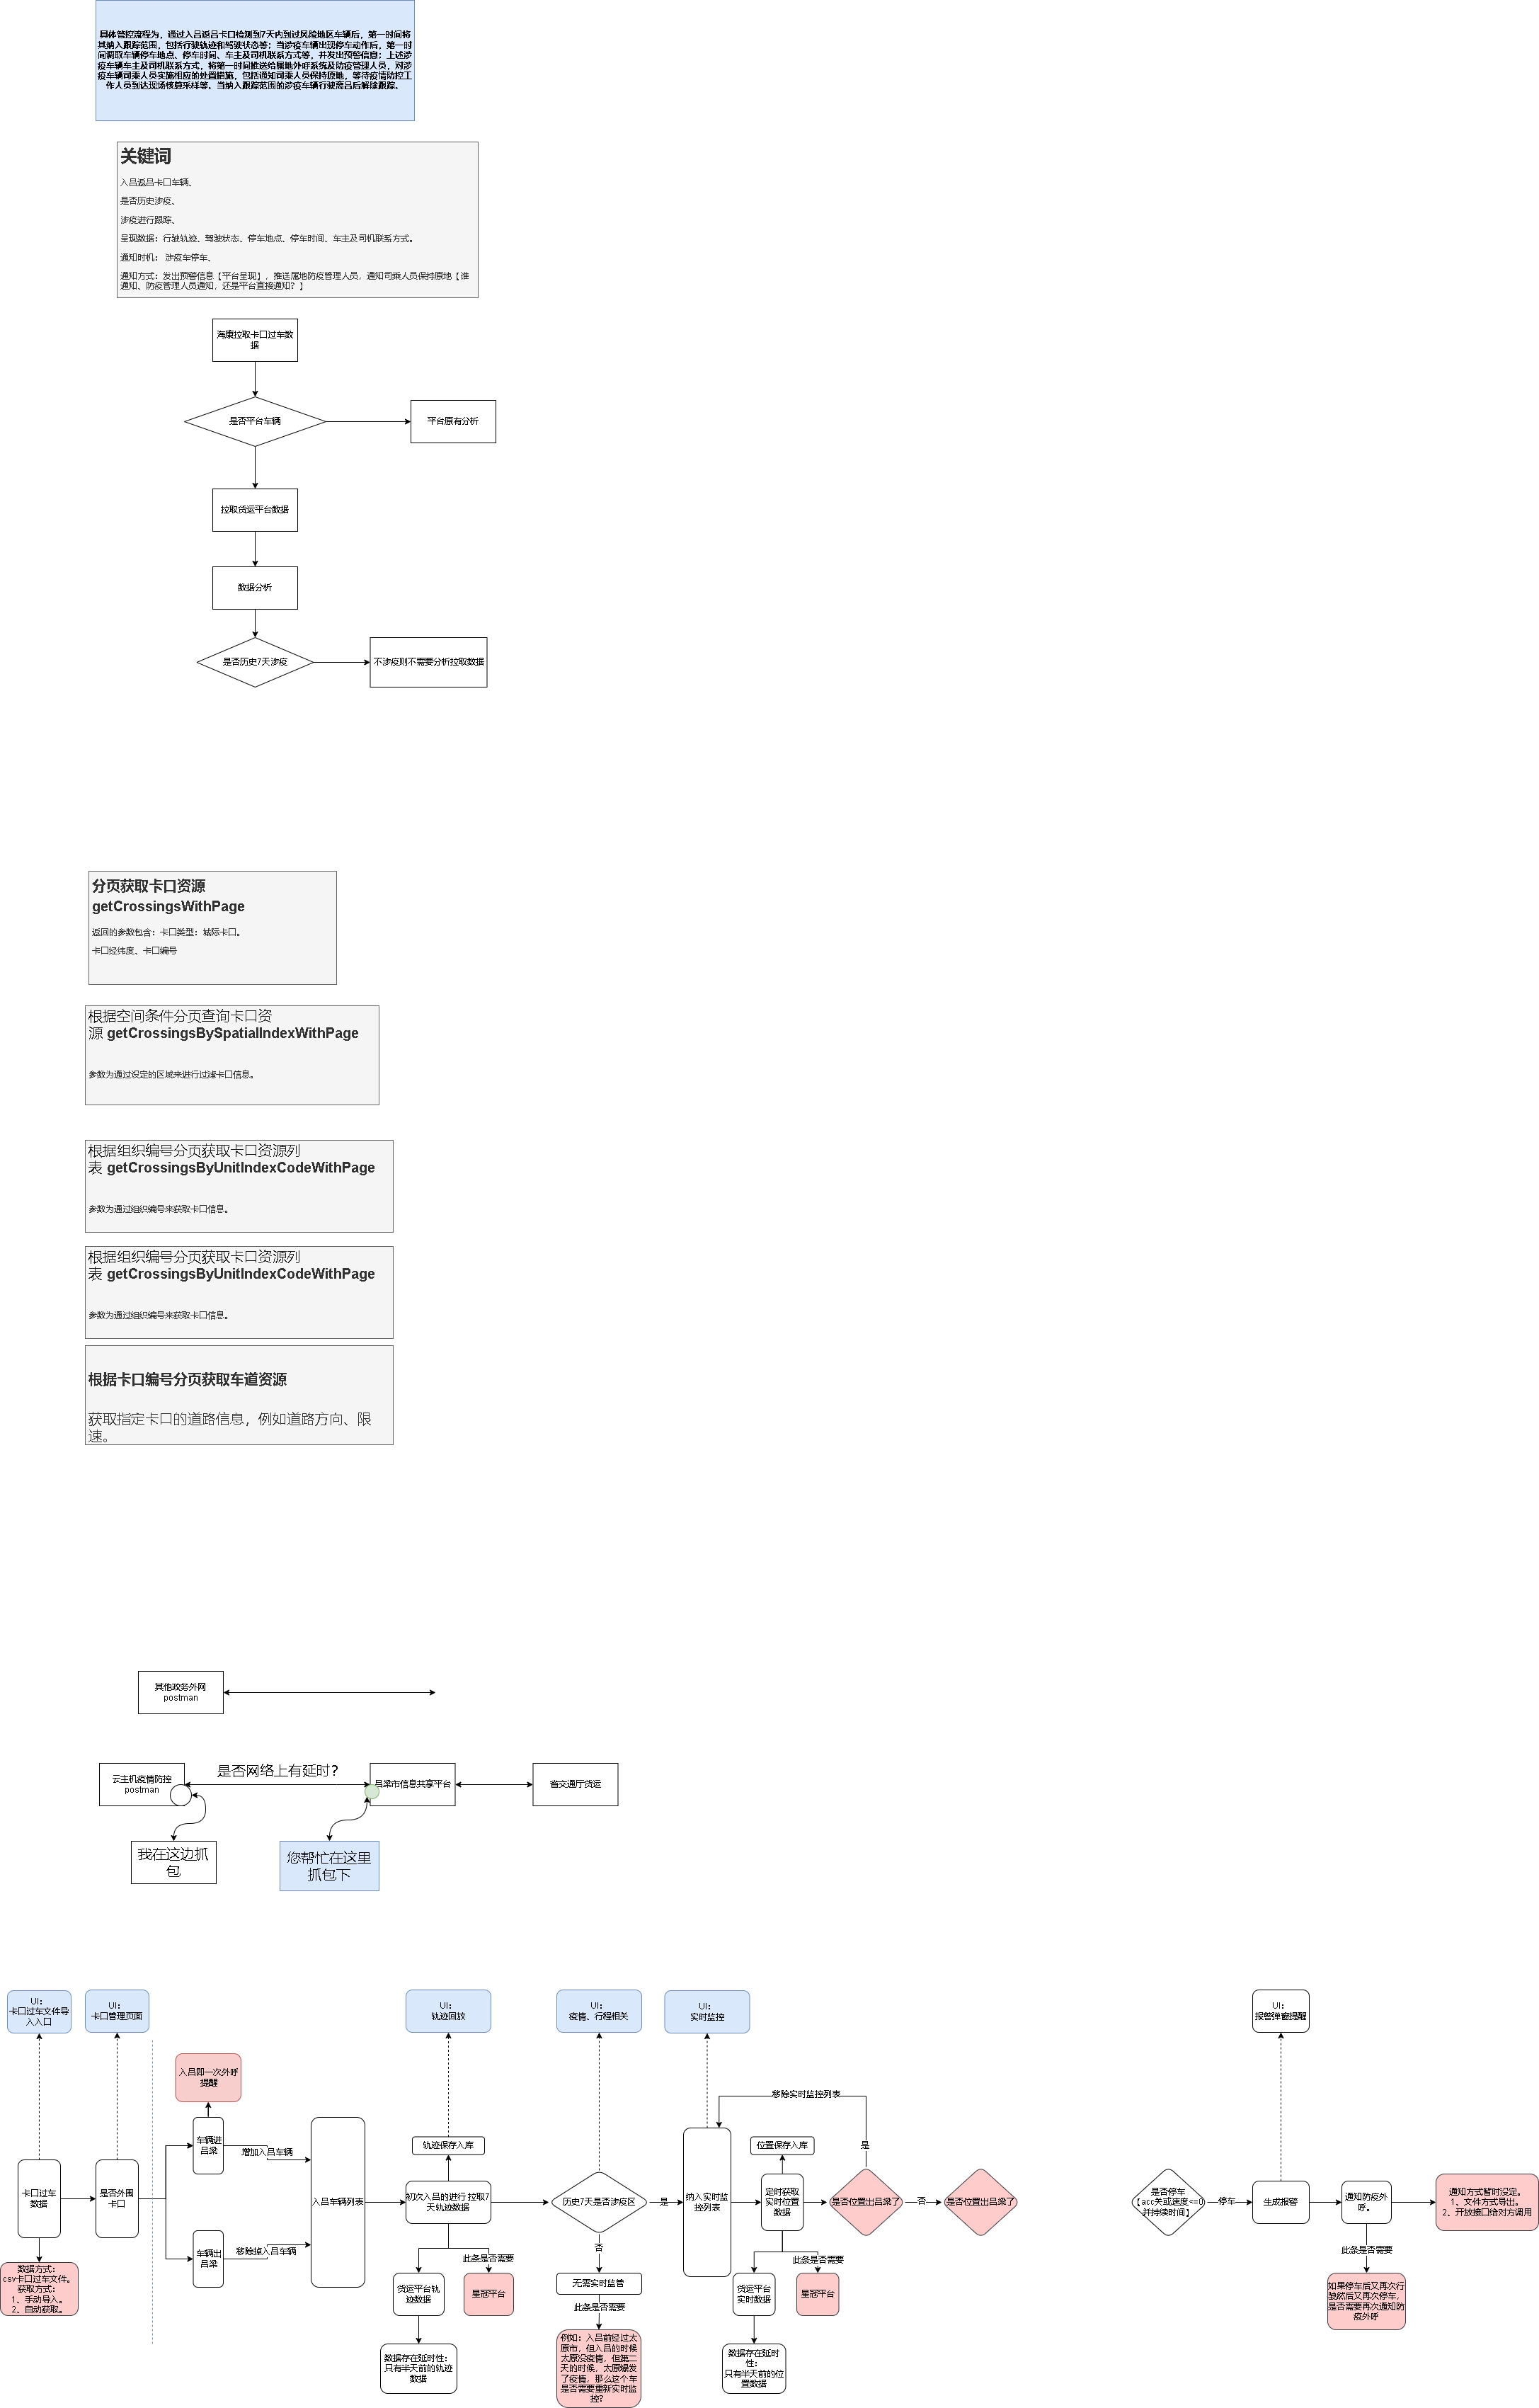 具体管控流程为，通过入吕返吕卡口检测到7天内到过风险地区车辆后，第一时间将
其纳入跟踪范围，包括行驶轨迹和驾驶状态等；当涉疫车辆出现停车动作后，第一时
间调取车辆停车地点、停车时间、车主及司机联系方式等，并发出预警信息；上述涉
疫车辆车主及司机联系方式，将第一时间推送给属地外呼系统及防疫管理人员，对涉
疫车辆司乘人员实施相应的处置措施，包括通知司乘人员保持原地，等待疫情防控工
作人员到达现场核算采样等。当纳入跟踪范围的涉疫车辆行驶离吕后解除跟踪。
关键词
入吕返吕卡口车辆、
是否历史涉疫、
涉疫进行跟踪、
呈现数据：行驶轨迹、驾驶状态、停车地点、停车时间、车主及司机联系方式。
通知时机： 涉疫车停车、
通知方式：发出预警信息【平台呈现】，推送属地防疫管理人员，通知司乘人员保持原地【谁
通知、防疫管理人员通知，还是平台直接通知？】
海康拉取卡口过车数
据
是否平台车辆
平台原有分析
拉取货运平台数据
数据分析
是否历史7天涉疫
不涉疫则不需要分析拉取数据
分页获取卡口资源
getCrossingsWithPage
返回的参数包含：卡口类型：城际卡口。
卡口经纬度、卡口编号
根据空间条件分页查询卡口资
源 getCrossingsBySpatialIndexWithPage
参数为通过设定的区域来进行过滤卡口信息。
根据组织编号分页获取卡口资源列
表 getCrossingsByUnitIndexCodeWithPage
参数为通过组织编号来获取卡口信息。
根据组织编号分页获取卡口资源列
表 getCrossingsByUnitIndexCodeWithPage
参数为通过组织编号来获取卡口信息。
根据卡口编号分页获取车道资源
获取指定卡口的道路信息，例如道路方向、限
速。
其他政务外网
postman
云主机疫情防控
postman
是否网络上有延时？
吕梁市信息共享平台
省交通厅货运
我在这边抓
包
您帮忙在这里
抓包下
UI：
卡口过车文件导
入入口
UI：
卡口管理页面
UI：
轨迹回放
UI：
疫情、行程相关
UI：
实时监控
UI：
报警弹窗提醒
入吕即一次外呼
提醒
卡口过车
数据
是否外围
卡口
车辆进
吕梁
增加入吕车辆
车辆出
吕梁
移除掉入吕车辆
入吕车辆列表
轨迹保存入库
初次入吕的进行 拉取7
天轨迹数据
历史7天是否涉疫区
是
否
纳入实时监
控列表
移除实时监控列表
位置保存入库
定时获取
实时位置
数据
是否位置出吕梁了
是
否
是否位置出吕梁了
是否停车
【acc关或速度<=0
并持续时间】
停车
生成报警
通知防疫外
呼。
通知方式暂时没定。
1、文件方式导出。
2、开放接口给对方调用
数据方式：
csv卡口过车文件。
获取方式：
1、手动导入。
2、自动获取。
货运平台轨
迹数据
此条是否需要
星冠平台
数据存在延时性：
只有半天前的轨迹
数据
无需实时监管
此条是否需要
例如：入吕前经过太
原市，但入吕的时候
太原没疫情，但第二
天的时候，太原爆发
了疫情，那么这个车
是否需要重新实时监
控？
货运平台
实时数据
此条是否需要
星冠平台
数据存在延时
性：
只有半天前的位
置数据
此条是否需要
如果停车后又再次行
驶然后又再次停车，
是否需要再次通知防
疫外呼